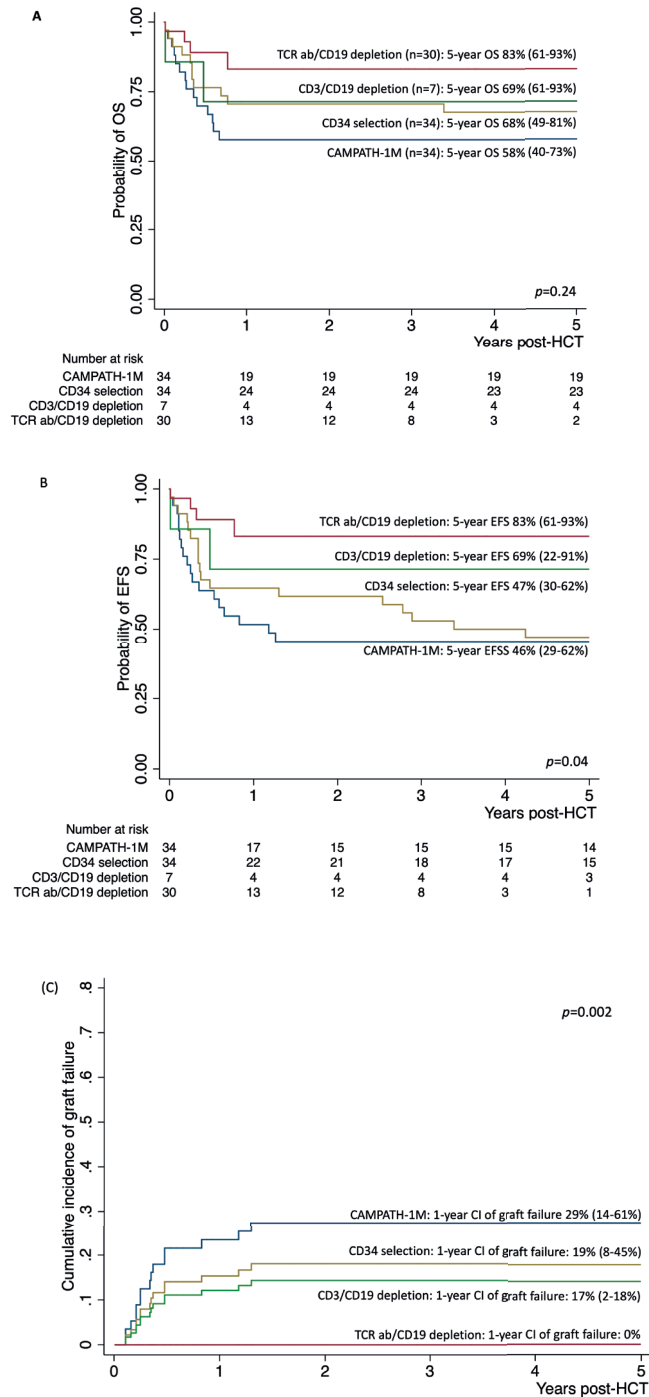 A
Probability of OS
1.00
0.75
0.50
0.25
0.00
TCR ab/CD19 depletion (n=30): 5-year OS 83% (61-93%)
CD3/CD19 depletion (n=7): 5-year OS 69% (61-93%)
CD34 selection (n=34): 5-year OS 68% (49-81%)
CAMPATH-1M (n=34): 5-year OS 58% (40-73%)
p=0.24
0 1 2 3 4 5
Years post-HCT
Number at risk
CAMPATH-1M 34 19 19 19 19 19
CD34 selection 34 24 24 24 23 23
CD3/CD19 depletion 7 4 4 4 4 4
TCR ab/CD19 depletion 30 13 12 8 3 2
B
Probability of EFS
1.00
0.75
0.50
0.25
0.00
TCR ab/CD19 depletion: 5-year EFS 83% (61-93%)
CD3/CD19 depletion: 5-year EFS 69% (22-91%)
CD34 selection: 5-year EFS 47% (30-62%)
CAMPATH-1M: 5-year EFSS 46% (29-62%)
p=0.04
0 1 2 3 4 5
Years post-HCT
Number at risk
CAMPATH-1M 34 17 15 15 15 14
CD34 selection 34 22 21 18 17 15
CD3/CD19 depletion 7 4 4 4 4 3
TCR ab/CD19 depletion 30 13 12 8 3 1
(C)
Cumulative incidence of graft failure
.8
.7
.6
.5
.4
.3
.2
.1
0
p=0.002
CAMPATH-1M: 1-year CI of graft failure 29% (14-61%)
CD34 selection: 1-year CI of graft failure: 19% (8-45%)
CD3/CD19 depletion: 1-year CI of graft failure: 17% (2-18%)
TCR ab/CD19 depletion: 1-year CI of graft failure: 0%
0 1 2 3 4 5
Years post-HCT